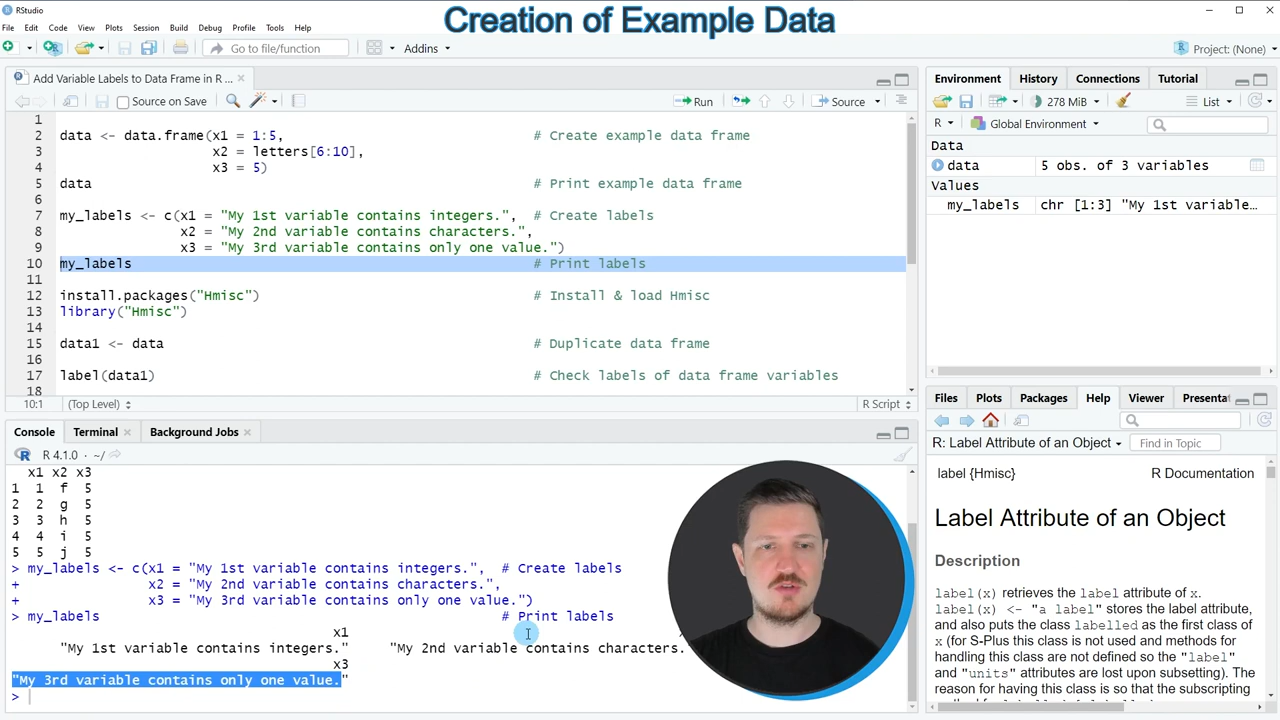 RStudio
Creation of Example Data
File Edit Code View Plots Session Build Debug Profile Tools Help
Go to file/function
Addins
Project: (None)
Add Variable Labels to Data Frame in R ...
Source on Save
Run
Source
1
2 data <- data.frame(x1 = 1:5, # Create example data frame
3 x2 = letters[6:10],
4 x3 = 5)
5 data # Print example data frame
6
7 my_labels <- c(x1 = "My 1st variable contains integers.", # Create labels
8 x2 = "My 2nd variable contains characters.",
9 x3 = "My 3rd variable contains only one value.")
10 my_labels # Print labels
11
12 install.packages("Hmisc") # Install & load Hmisc
13 library("Hmisc")
14
15 data1 <- data # Duplicate data frame
16
17 label(data1) # Check labels of data frame variables
18
10:1 (Top Level) R Script
Console Terminal Background Jobs
R 4.1.0 · ~/
x1 x2 x3
1 1 f 5
2 2 g 5
3 3 h 5
4 4 i 5
5 5 j 5
> my_labels <- c(x1 = "My 1st variable contains integers.", # Create labels
+ x2 = "My 2nd variable contains characters.",
+ x3 = "My 3rd variable contains only one value.")
> my_labels # Print labels
x1
"My 1st variable contains integers." "My 2nd variable contains characters."
x3
"My 3rd variable contains only one value."
>
Environment History Connections Tutorial
278 MiB
List
R Global Environment
Data
data 5 obs. of 3 variables
Values
my_labels chr [1:3] "My 1st variable…
Files Plots Packages Help Viewer Presentat
R: Label Attribute of an Object Find in Topic
label {Hmisc} R Documentation
Label Attribute of an Object
Description
label(x) retrieves the label attribute of x.
label(x) <- "a label" stores the label attribute,
and also puts the class labelled as the first class of
x (for S-Plus this class is not used and methods for
handling this class are not defined so the "label"
and "units" attributes are lost upon subsetting). The
reason for having this class is so that the subscripting